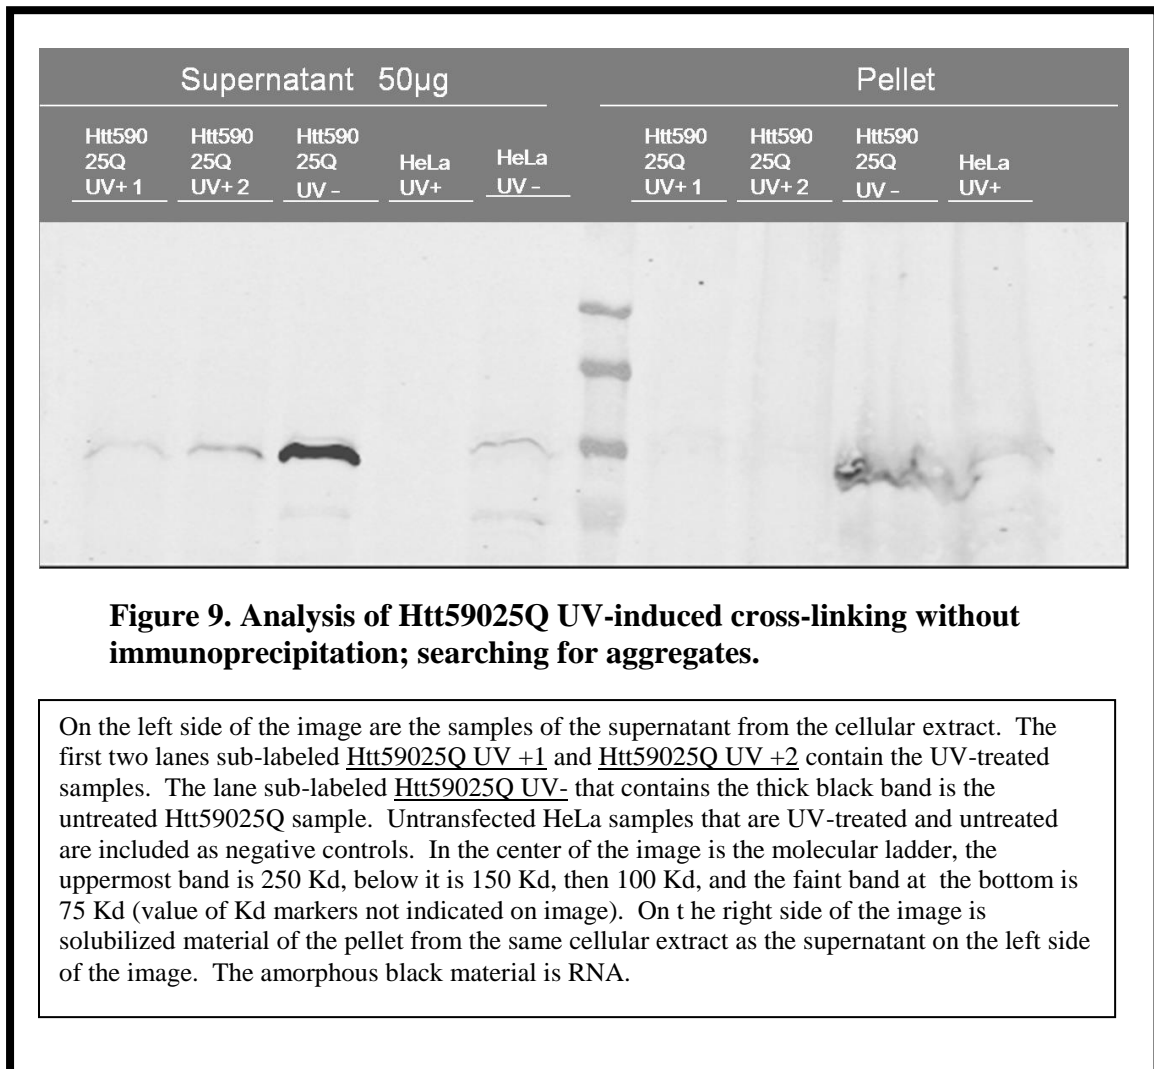 Supernatant 50µg
Pellet
Htt590 25Q UV+ 1
Htt590 25Q UV+ 2
Htt590 25Q UV –
HeLa UV+
HeLa UV –
Htt590 25Q UV+ 1
Htt590 25Q UV+ 2
Htt590 25Q UV –
HeLa UV+
Figure 9. Analysis of Htt59025Q UV-induced cross-linking without
immunoprecipitation; searching for aggregates.
On the left side of the image are the samples of the supernatant from the cellular extract. The
first two lanes sub-labeled Htt59025Q UV +1 and Htt59025Q UV +2 contain the UV-treated
samples. The lane sub-labeled Htt59025Q UV- that contains the thick black band is the
untreated Htt59025Q sample. Untransfected HeLa samples that are UV-treated and untreated
are included as negative controls. In the center of the image is the molecular ladder, the
uppermost band is 250 Kd, below it is 150 Kd, then 100 Kd, and the faint band at the bottom is
75 Kd (value of Kd markers not indicated on image). On t he right side of the image is
solubilized material of the pellet from the same cellular extract as the supernatant on the left side
of the image. The amorphous black material is RNA.